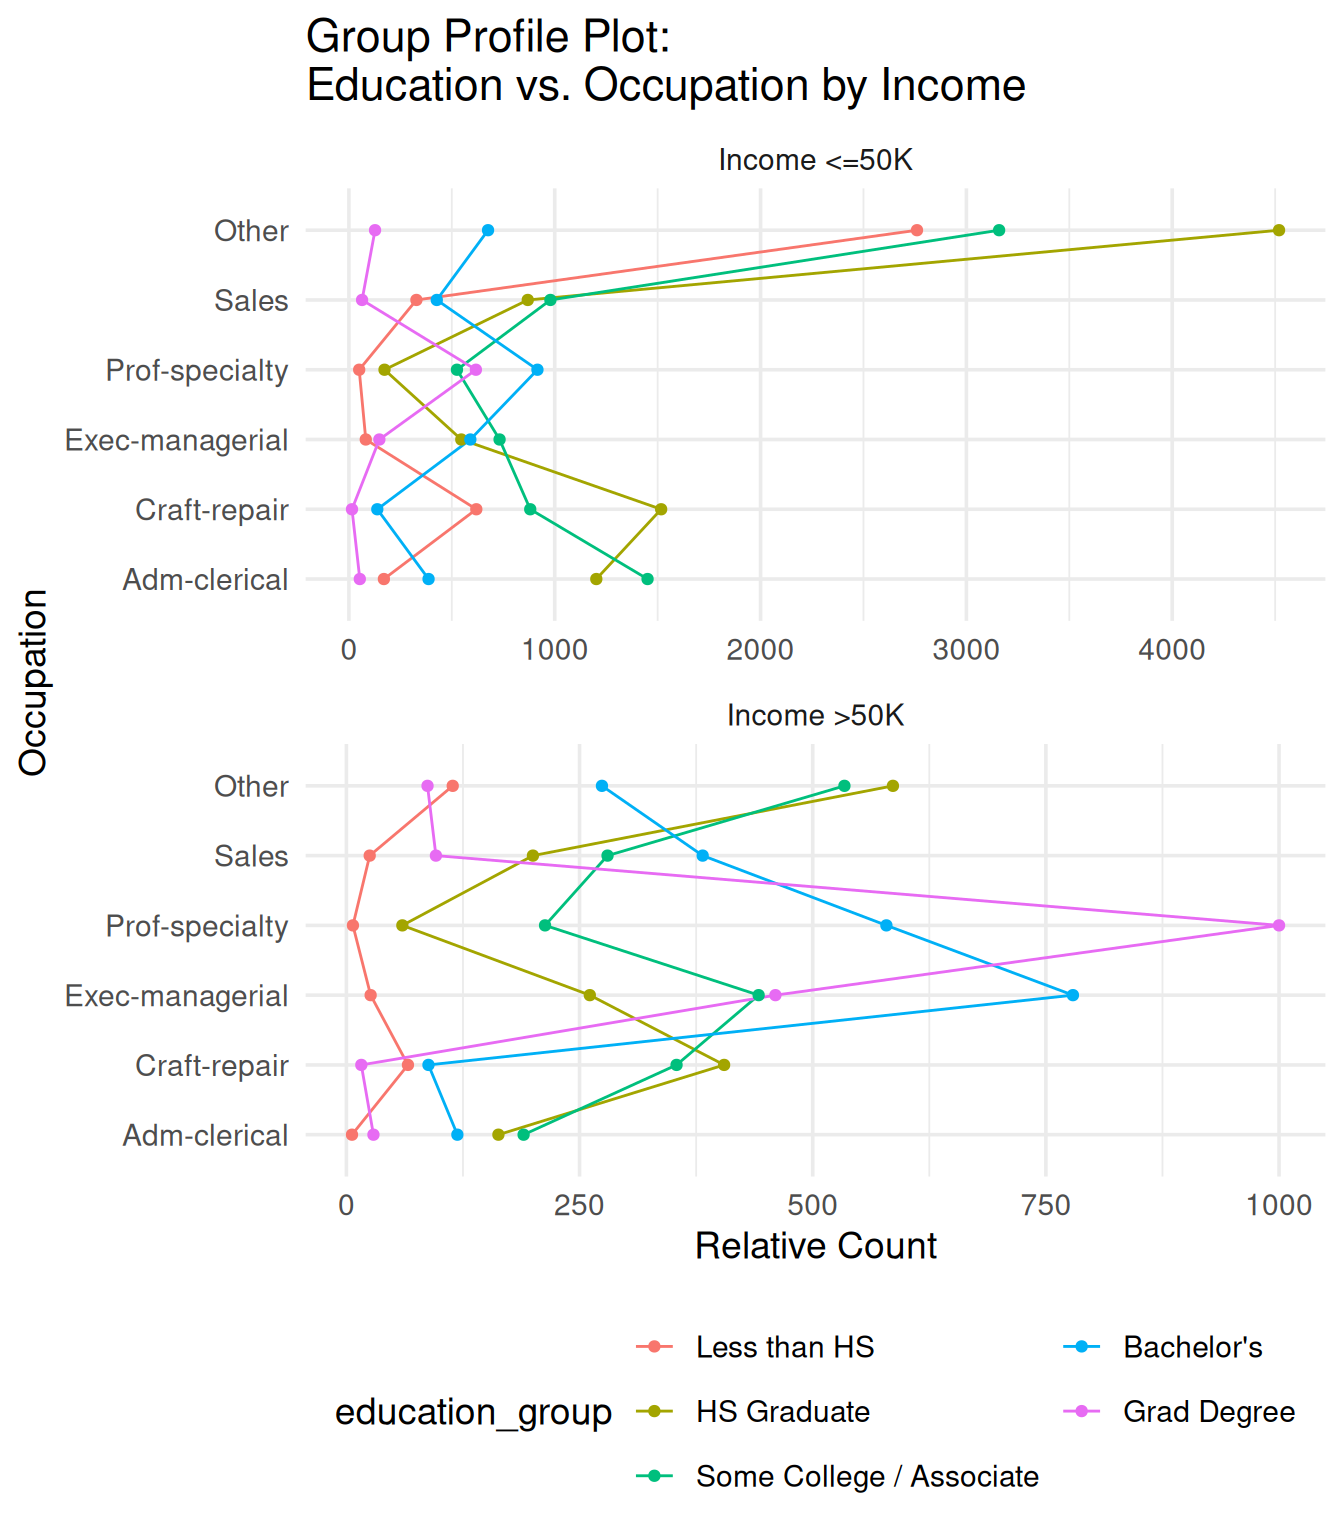 Group Profile Plot:
Education vs. Occupation by Income
Income <=50K
Other
Sales
Prof-specialty
Exec-managerial
Craft-repair
Adm-clerical
0 1000 2000 3000 4000
Occupation
Income >50K
Other
Sales
Prof-specialty
Exec-managerial
Craft-repair
Adm-clerical
0 250 500 750 1000
Relative Count
education_group
Less than HS
HS Graduate
Some College / Associate
Bachelor's
Grad Degree